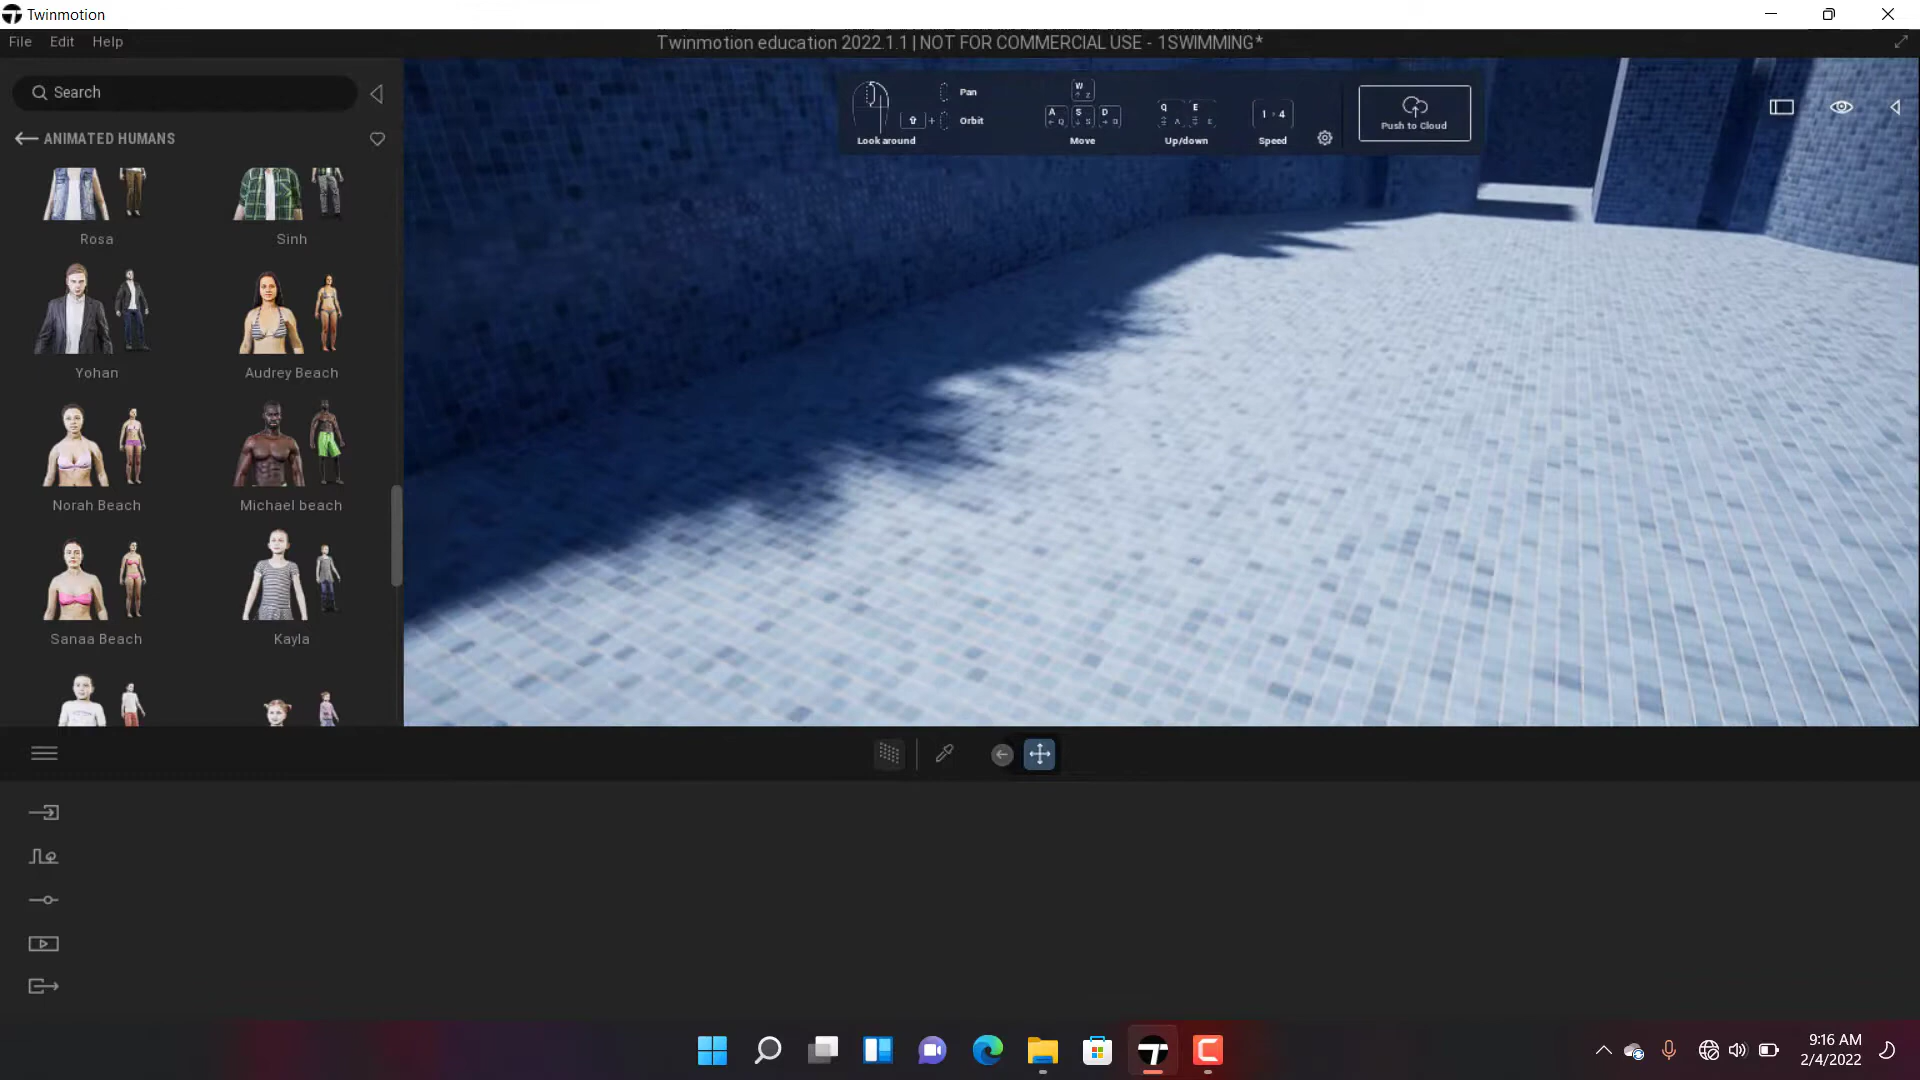 Twinmotion
File Edit Help
Twinmotion education 2022.1.1 | NOT FOR COMMERCIAL USE - 1SWIMMING*
Search
ANIMATED HUMANS
Rosa Sinh
Yohan Audrey Beach
Norah Beach Michael beach
Sanaa Beach Kayla
Pan
Orbit
Look around
W
A S D
Move
Q E
Up/down
1 4
Speed
Push to Cloud
9:16 AM
2/4/2022